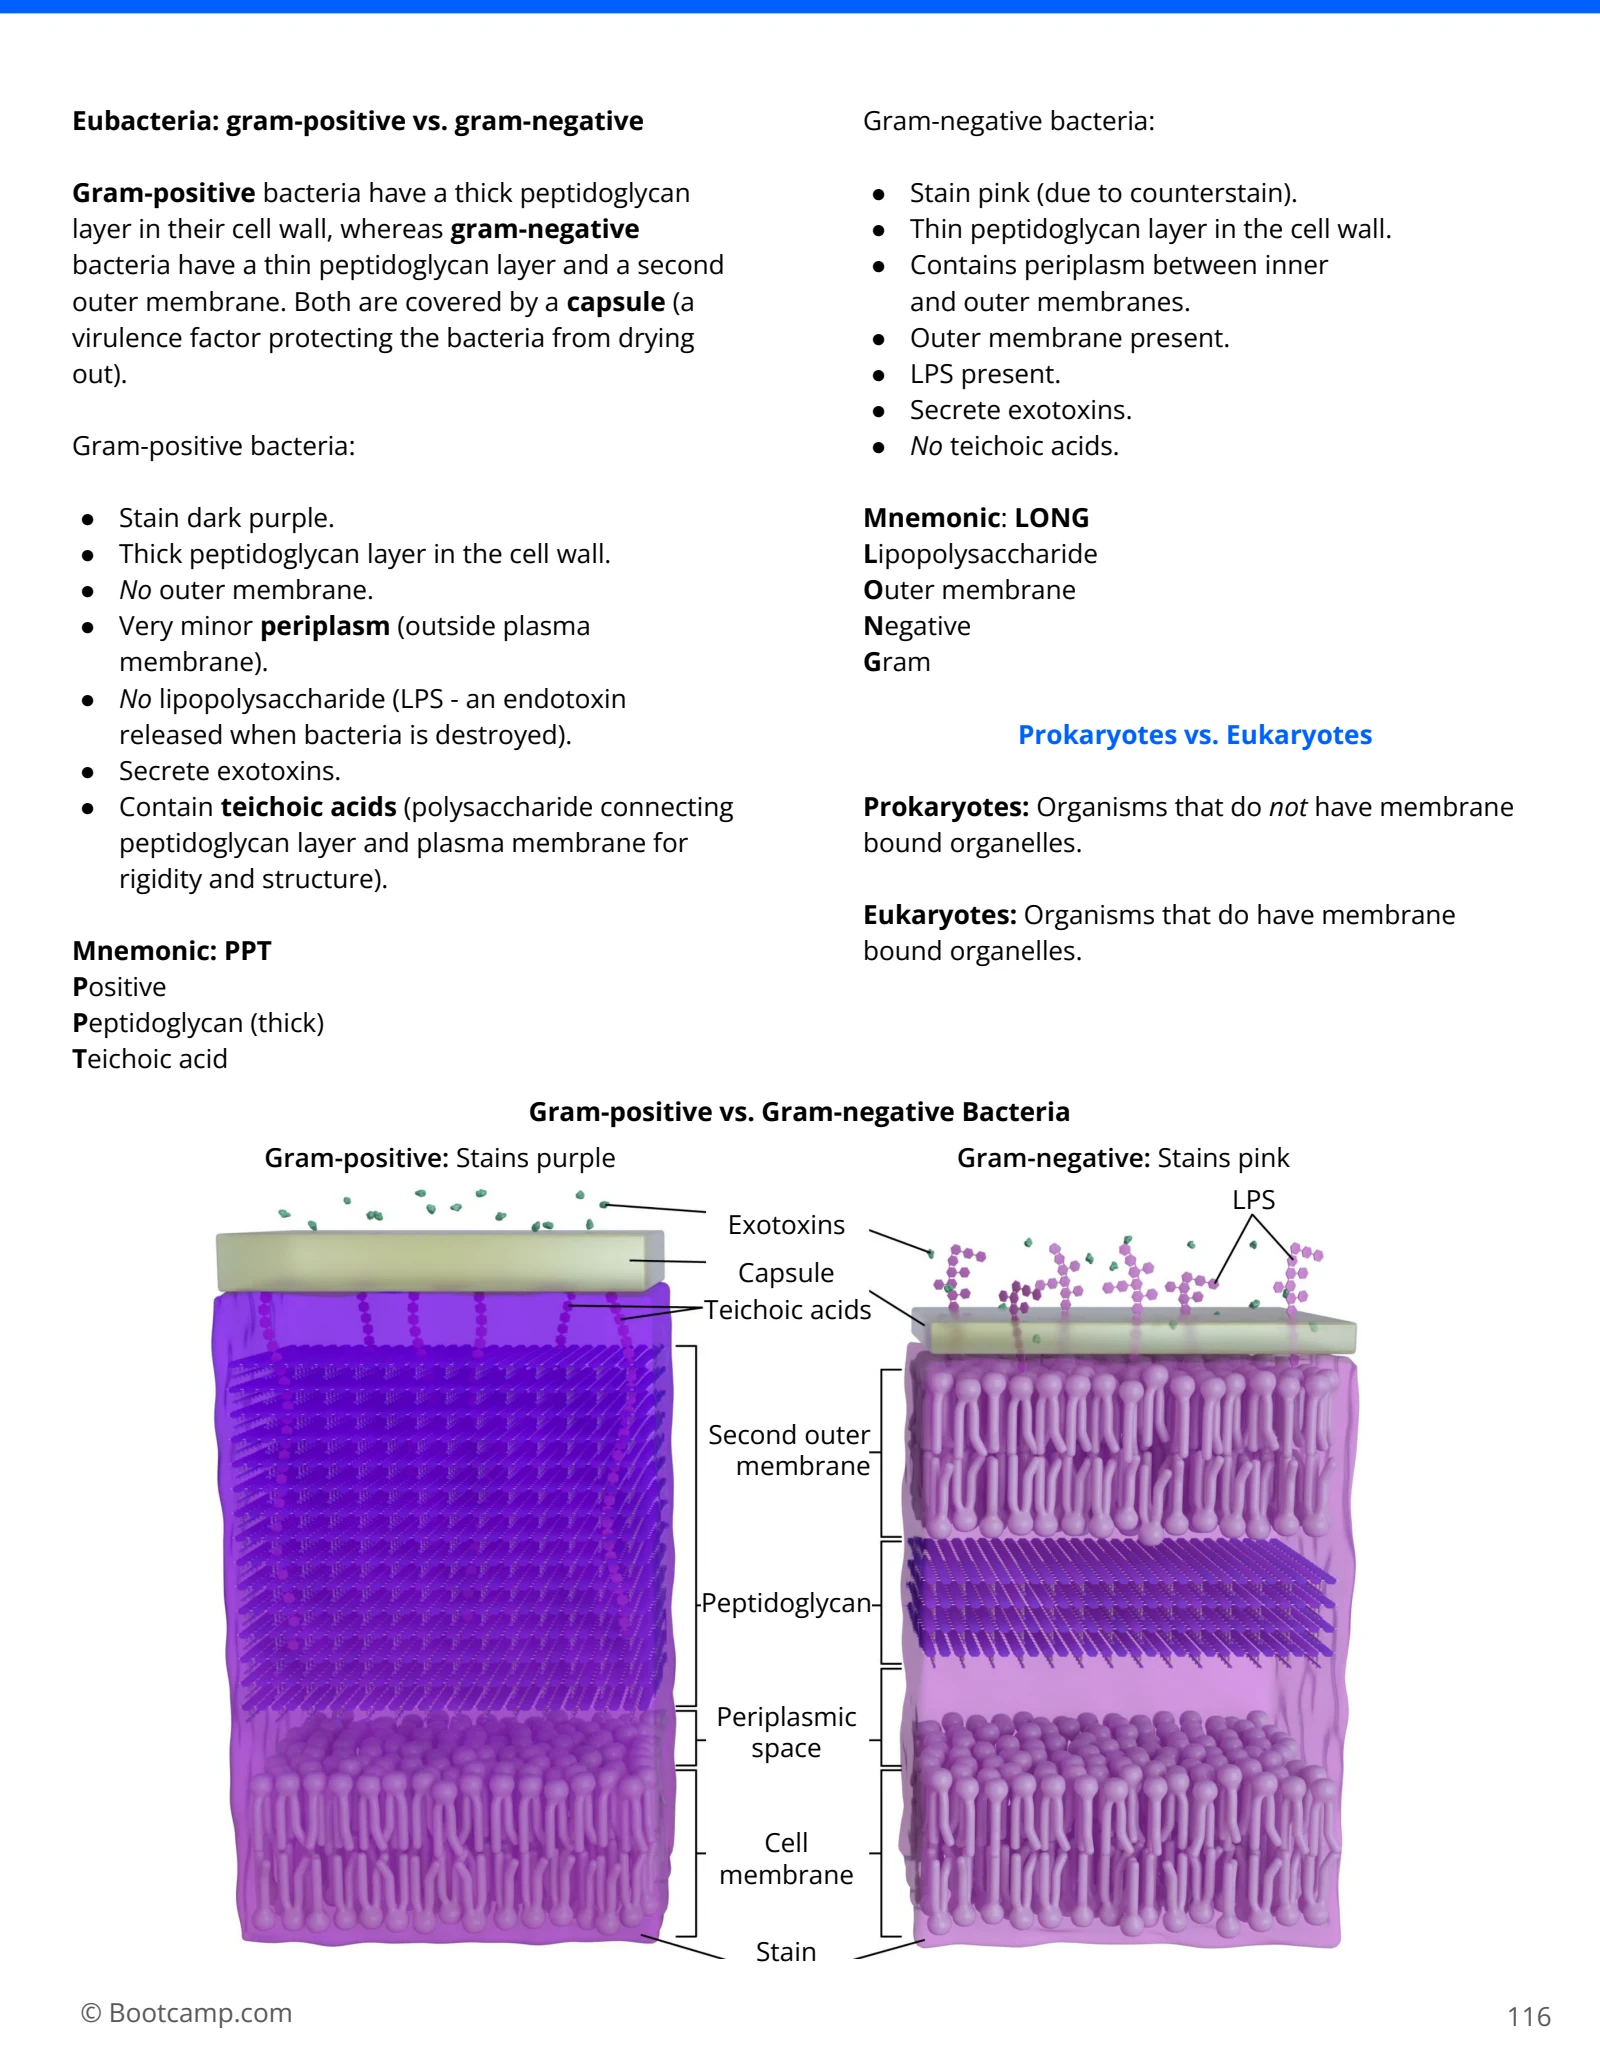 Eubacteria: gram-positive vs. gram-negative
Gram-positive bacteria have a thick peptidoglycan
layer in their cell wall, whereas gram-negative
bacteria have a thin peptidoglycan layer and a second
outer membrane. Both are covered by a capsule (a
virulence factor protecting the bacteria from drying
out).
Gram-positive bacteria:
● Stain dark purple.
● Thick peptidoglycan layer in the cell wall.
● No outer membrane.
● Very minor periplasm (outside plasma
membrane).
● No lipopolysaccharide (LPS - an endotoxin
released when bacteria is destroyed).
● Secrete exotoxins.
● Contain teichoic acids (polysaccharide connecting
peptidoglycan layer and plasma membrane for
rigidity and structure).
Mnemonic: PPT
Positive
Peptidoglycan (thick)
Teichoic acid
Gram-negative bacteria:
● Stain pink (due to counterstain).
● Thin peptidoglycan layer in the cell wall.
● Contains periplasm between inner
and outer membranes.
● Outer membrane present.
● LPS present.
● Secrete exotoxins.
● No teichoic acids.
Mnemonic: LONG
Lipopolysaccharide
Outer membrane
Negative
Gram
Prokaryotes vs. Eukaryotes
Prokaryotes: Organisms that do not have membrane
bound organelles.
Eukaryotes: Organisms that do have membrane
bound organelles.
Gram-positive vs. Gram-negative Bacteria
Gram-positive: Stains purple
Gram-negative: Stains pink
LPS
Exotoxins
Capsule
Teichoic acids
Second outer
membrane
Peptidoglycan
Periplasmic
space
Cell
membrane
Stain
© Bootcamp.com
116